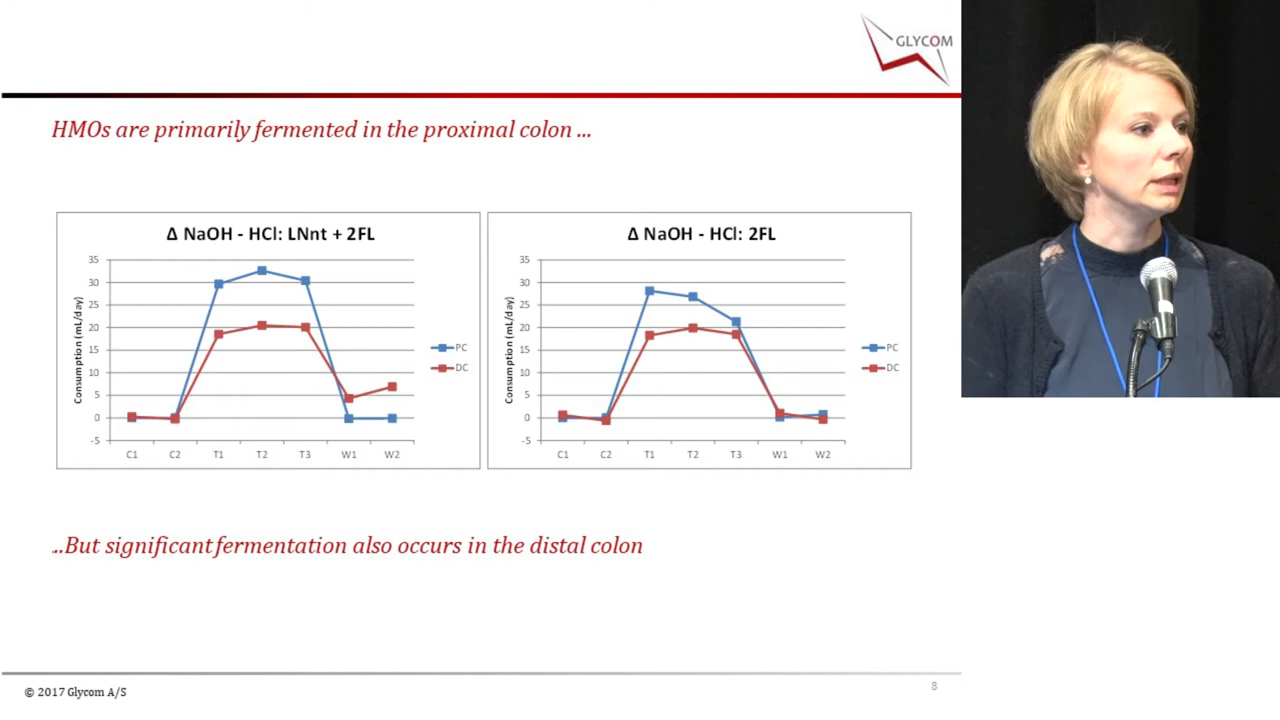 GLYCOM
HMOs are primarily fermented in the proximal colon ...
Δ NaOH - HCl: LNnt + 2FL
Consumption (mL/day)
35
30
25
20
15
10
5
0
-5
C1 C2 T1 T2 T3 W1 W2
PC
DC
Δ NaOH - HCl: 2FL
Consumption (mL/day)
35
30
25
20
15
10
5
0
-5
C1 C2 T1 T2 T3 W1 W2
PC
DC
...But significant fermentation also occurs in the distal colon
© 2017 Glycom A/S
8